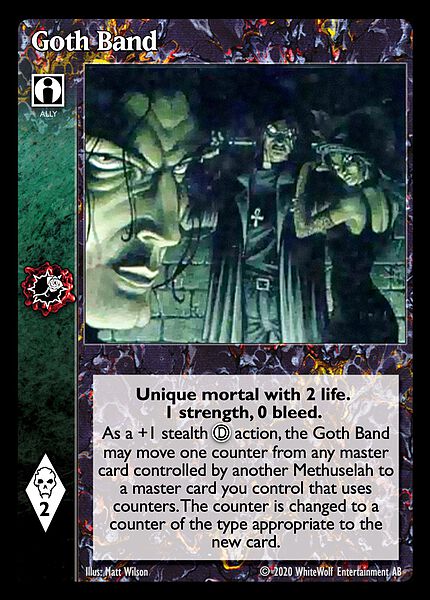 Goth Band
ALLY
Unique mortal with 2 life.
1 strength, 0 bleed.
As a +1 stealth Ⓓ action, the Goth Band
may move one counter from any master
card controlled by another Methuselah to
a master card you control that uses
counters. The counter is changed to a
counter of the type appropriate to the
new card.
2
Illus: Matt Wilson
© 2020 WhiteWolf Entertainment AB